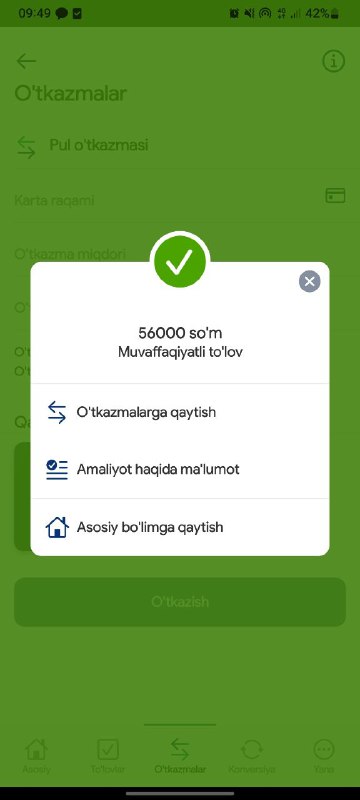 09:49
42%
O'tkazmalar
Pul o'tkazmasi
Karta raqami
O'tkazma miqdori
56000 so'm
Muvaffaqiyatli to'lov
O'tkazmalarga qaytish
Amaliyot haqida ma'lumot
Asosiy bo'limga qaytish
O'tkazish
Asosiy To'lovlar O'tkazmalar Konversiya Yana